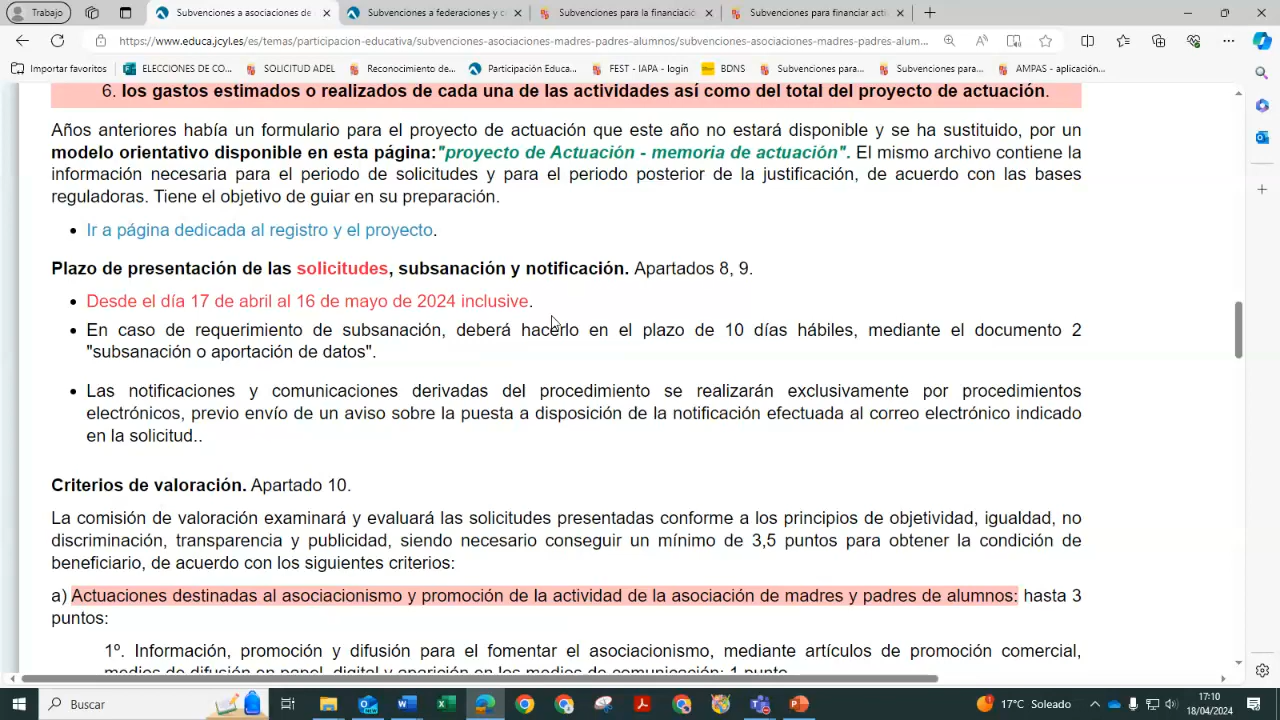 Trabajo
Subvenciones a asociaciones de
Subvenciones a federaciones y c
Subvenciones para la financiació
Subvenciones para financiar acti
https://www.educa.jcyl.es/es/temas/participacion-educativa/subvenciones-asociaciones-madres-padres-alumnos/subvenciones-asociaciones-madres-padres-alum...
Importar favoritos
ELECCIONES DE CO...
SOLICITUD ADEL
Reconocimiento de...
Participación Educa...
FEST - IAPA - login
BDNS
Subvenciones para...
Subvenciones para...
AMPAS - aplicación...
6. los gastos estimados o realizados de cada una de las actividades así como del total del proyecto de actuación.
Años anteriores había un formulario para el proyecto de actuación que este año no estará disponible y se ha sustituido, por un
modelo orientativo disponible en esta página:"proyecto de Actuación - memoria de actuación". El mismo archivo contiene la
información necesaria para el periodo de solicitudes y para el periodo posterior de la justificación, de acuerdo con las bases
reguladoras. Tiene el objetivo de guiar en su preparación.
• Ir a página dedicada al registro y el proyecto.
Plazo de presentación de las solicitudes, subsanación y notificación. Apartados 8, 9.
• Desde el día 17 de abril al 16 de mayo de 2024 inclusive.
• En caso de requerimiento de subsanación, deberá hacerlo en el plazo de 10 días hábiles, mediante el documento 2
"subsanación o aportación de datos".
• Las notificaciones y comunicaciones derivadas del procedimiento se realizarán exclusivamente por procedimientos
electrónicos, previo envío de un aviso sobre la puesta a disposición de la notificación efectuada al correo electrónico indicado
en la solicitud..
Criterios de valoración. Apartado 10.
La comisión de valoración examinará y evaluará las solicitudes presentadas conforme a los principios de objetividad, igualdad, no
discriminación, transparencia y publicidad, siendo necesario conseguir un mínimo de 3,5 puntos para obtener la condición de
beneficiario, de acuerdo con los siguientes criterios:
a) Actuaciones destinadas al asociacionismo y promoción de la actividad de la asociación de madres y padres de alumnos: hasta 3
puntos:
1º. Información, promoción y difusión para el fomentar el asociacionismo, mediante artículos de promoción comercial,
medios de difusión en papel, digital y aparición en los medios de comunicación: 1 punto.
Buscar
17°C Soleado
17:10
18/04/2024